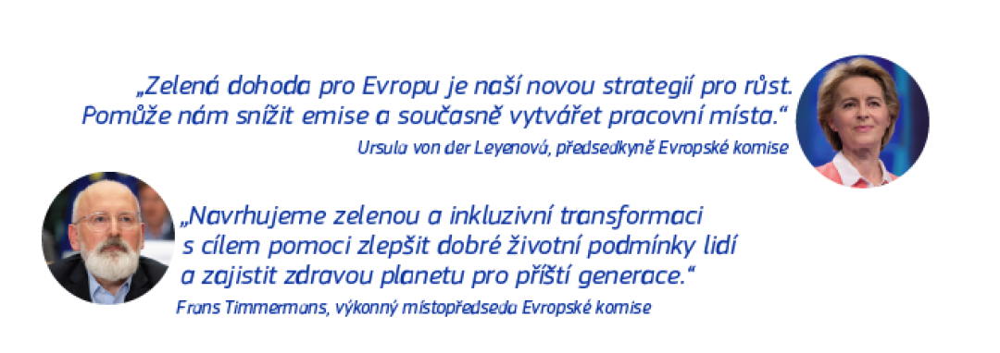 „Zelená dohoda pro Evropu je naší novou strategií pro růst.
Pomůže nám snížit emise a současně vytvářet pracovní místa.“
Ursula von der Leyenová, předsedkyně Evropské komise
„Navrhujeme zelenou a inkluzivní transformaci
s cílem pomoci zlepšit dobré životní podmínky lidí
a zajistit zdravou planetu pro příští generace.“
Frans Timmermans, výkonný místopředseda Evropské komise